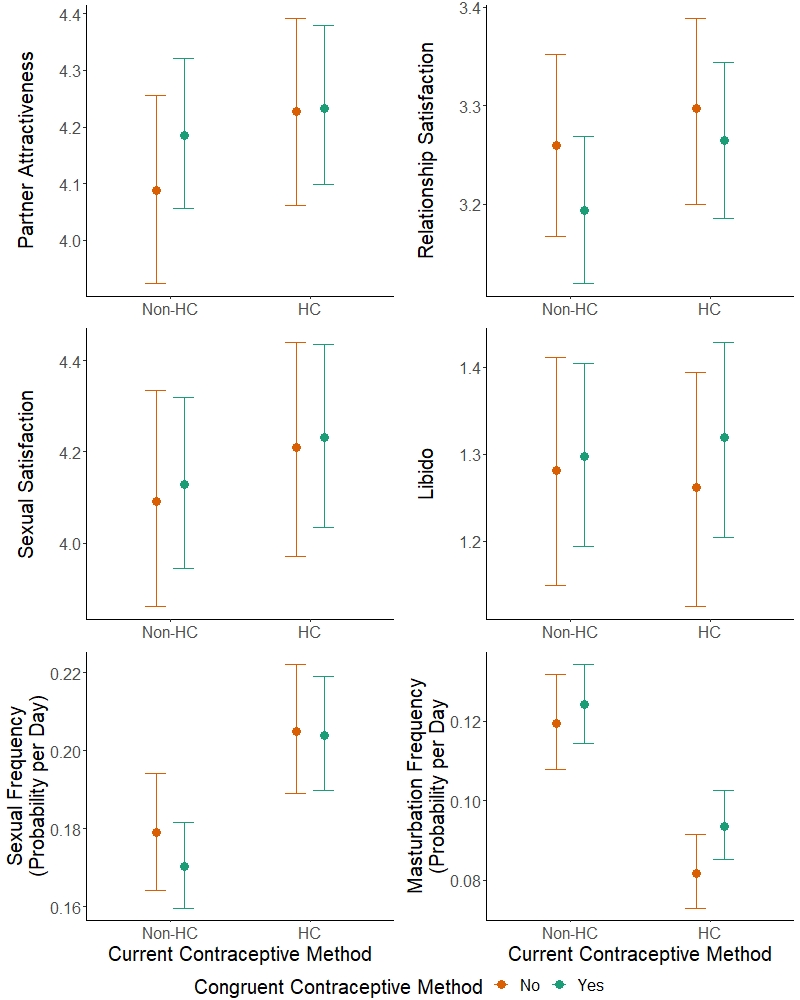 Partner Attractiveness
4.4
4.3
4.2
4.1
4.0
Non-HC HC
Relationship Satisfaction
3.4
3.3
3.2
Non-HC HC
Sexual Satisfaction
4.4
4.2
4.0
Non-HC HC
Libido
1.4
1.3
1.2
Non-HC HC
Sexual Frequency
(Probability per Day)
0.22
0.20
0.18
0.16
Non-HC HC
Current Contraceptive Method
Masturbation Frequency
(Probability per Day
0.12
0.10
0.08
Non-HC HC
Current Contraceptive Method
Congruent Contraceptive Method No Yes